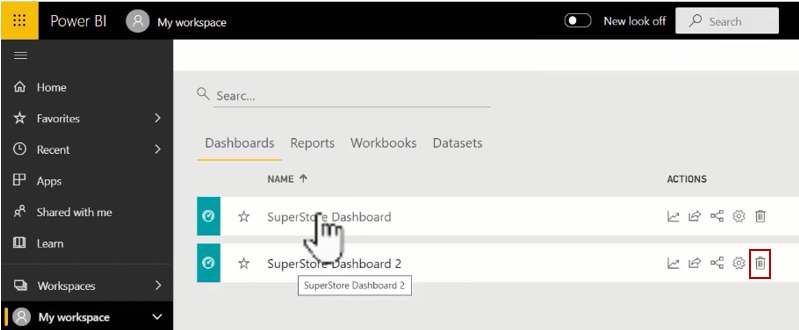 Power BI
My workspace
New look off
Search
Home
Favorites
Recent
Apps
Shared with me
Learn
Workspaces
My workspace
Searc...
Dashboards Reports Workbooks Datasets
NAME ACTIONS
SuperStore Dashboard
SuperStore Dashboard 2
SuperStore Dashboard 2